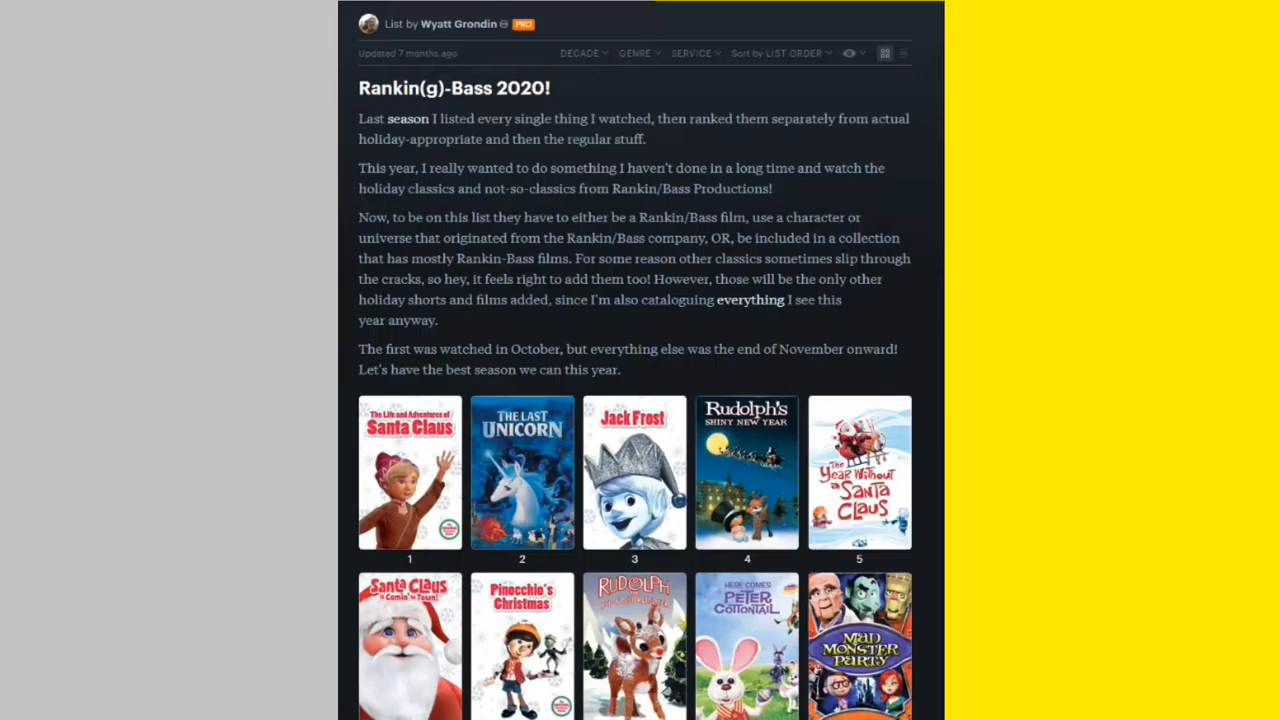 List by Wyatt Grondin PRO
Updated 7 months ago DECADE GENRE SERVICE Sort by LIST ORDER
Rankin(g)-Bass 2020!
Last season I listed every single thing I watched, then ranked them separately from actual
holiday-appropriate and then the regular stuff.
This year, I really wanted to do something I haven't done in a long time and watch the
holiday classics and not-so-classics from Rankin/Bass Productions!
Now, to be on this list they have to either be a Rankin/Bass film, use a character or
universe that originated from the Rankin/Bass company, OR, be included in a collection
that has mostly Rankin-Bass films. For some reason other classics sometimes slip through
the cracks, so hey, it feels right to add them too! However, those will be the only other
holiday shorts and films added, since I'm also cataloguing everything I see this
year anyway.
The first was watched in October, but everything else was the end of November onward!
Let's have the best season we can this year.
The Life and Adventures of
Santa Claus
THE LAST
UNICORN
Jack Frost
Rudolph's
SHINY NEW YEAR
The
Year Without
a Santa
Claus
1 2 3 4 5
Santa Claus
is Comin' to Town!
Pinocchio's
Christmas
RUDOLPH
HERE COMES
PETER
COTTONTAIL
MAD
MONSTER
PARTY